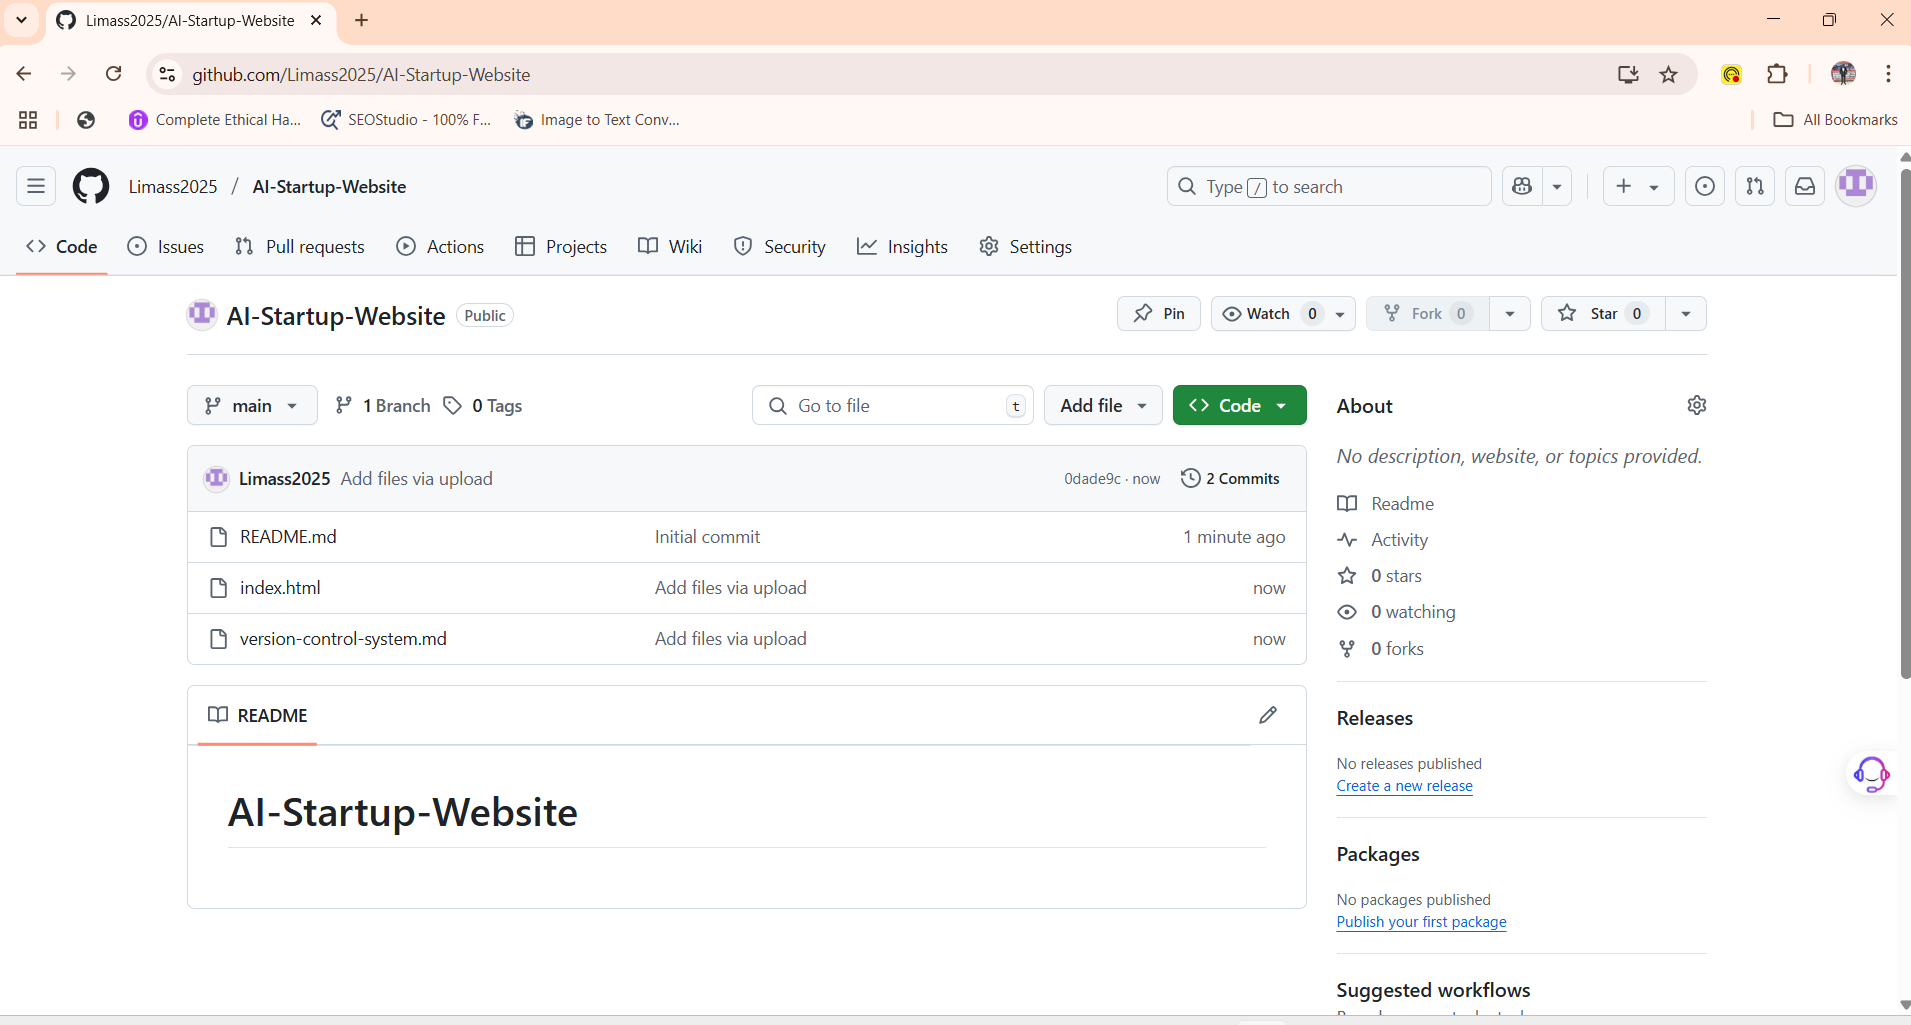 Limass2025/AI-Startup-Website
github.com/Limass2025/AI-Startup-Website
Complete Ethical Ha...
SEOStudio - 100% F...
Image to Text Conv...
All Bookmarks
Limass2025 / AI-Startup-Website
Type / to search
Code
Issues
Pull requests
Actions
Projects
Wiki
Security
Insights
Settings
AI-Startup-Website Public
Pin
Watch 0
Fork 0
Star 0
main
1 Branch
0 Tags
Go to file t
Add file
Code
Limass2025 Add files via upload 0dade9c · now 2 Commits
README.md Initial commit 1 minute ago
index.html Add files via upload now
version-control-system.md Add files via upload now
README
AI-Startup-Website
About
No description, website, or topics provided.
Readme
Activity
0 stars
0 watching
0 forks
Releases
No releases published
Create a new release
Packages
No packages published
Publish your first package
Suggested workflows